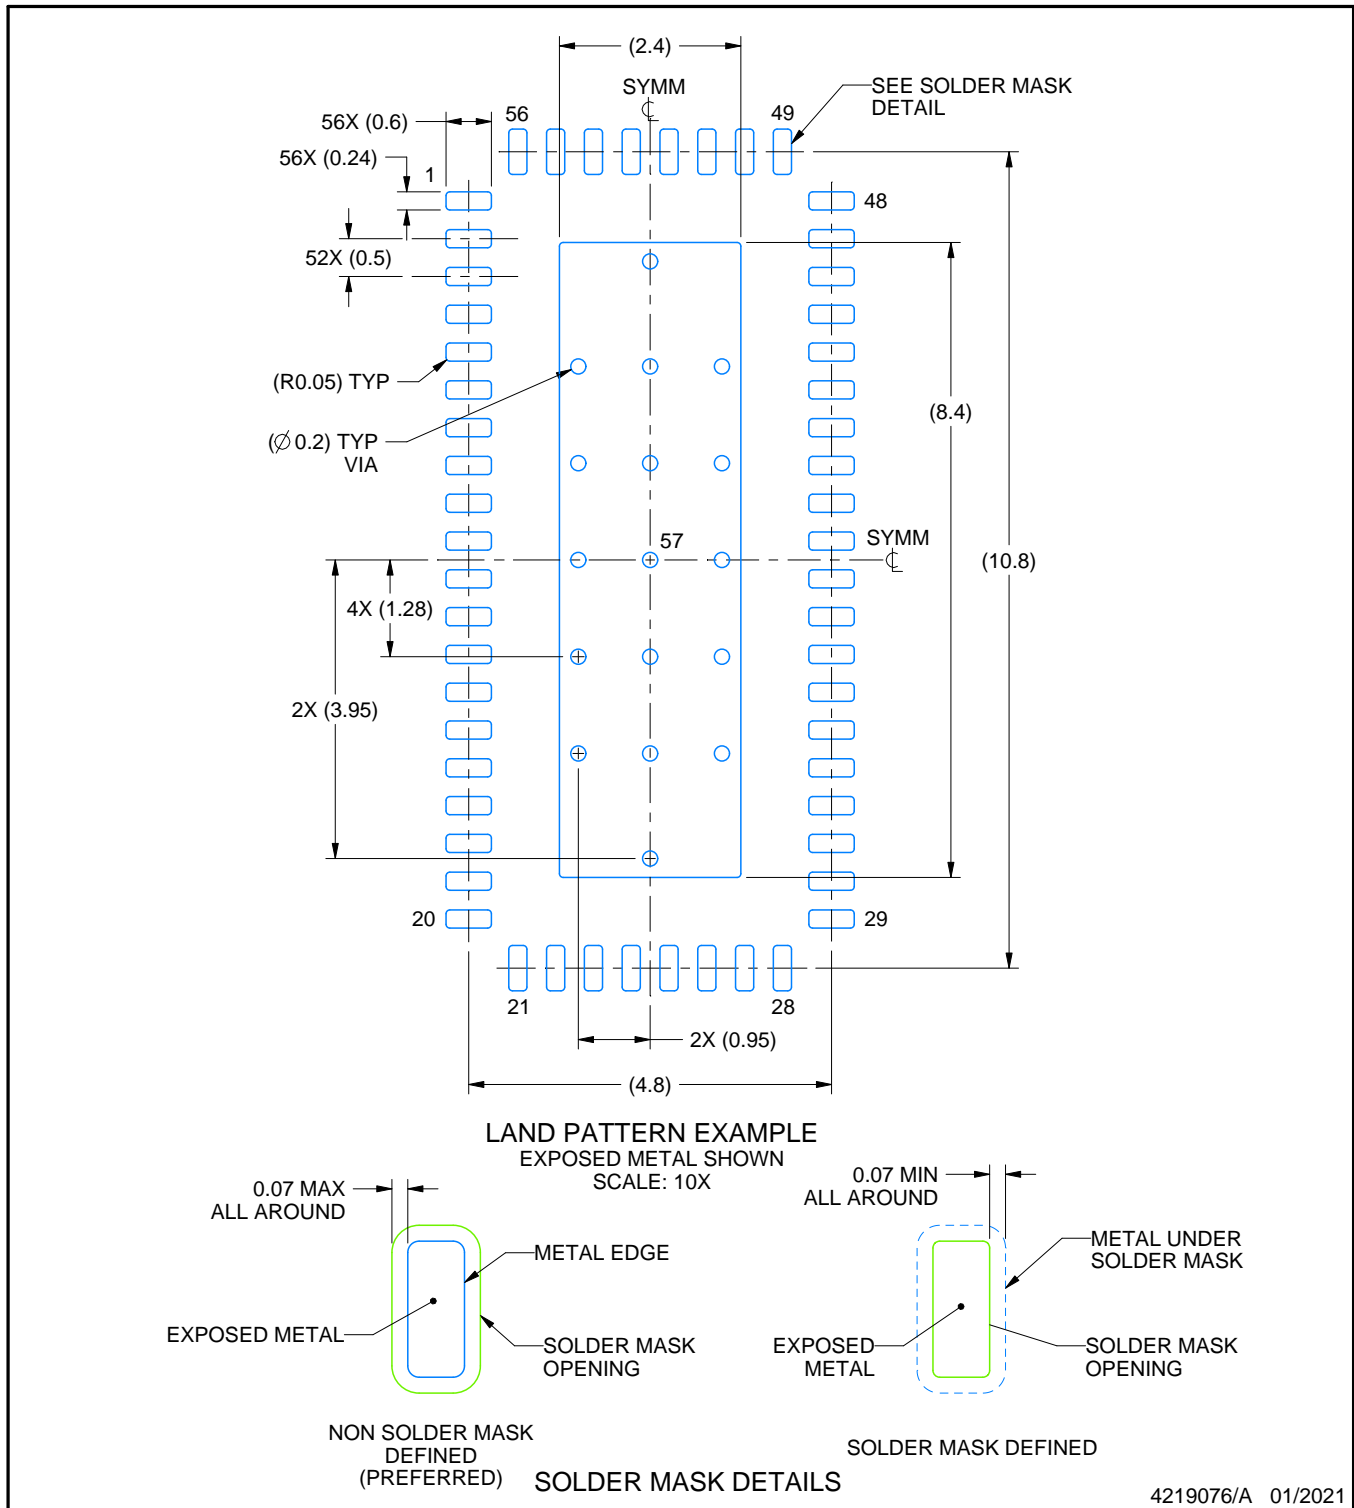 (2.4)
SYMM
SEE SOLDER MASK
DETAIL
56
49
56X (0.6)
56X (0.24)
1
48
52X (0.5)
(R0.05) TYP
(8.4)
(∅ 0.2) TYP
VIA
57
SYMM
(10.8)
4X (1.28)
2X (3.95)
20
29
21
28
2X (0.95)
(4.8)
LAND PATTERN EXAMPLE
EXPOSED METAL SHOWN
SCALE: 10X
0.07 MAX
ALL AROUND
METAL EDGE
EXPOSED METAL
SOLDER MASK
OPENING
NON SOLDER MASK
DEFINED
(PREFERRED)
0.07 MIN
ALL AROUND
METAL UNDER
SOLDER MASK
EXPOSED
METAL
SOLDER MASK
OPENING
SOLDER MASK DEFINED
SOLDER MASK DETAILS
4219076/A 01/2021